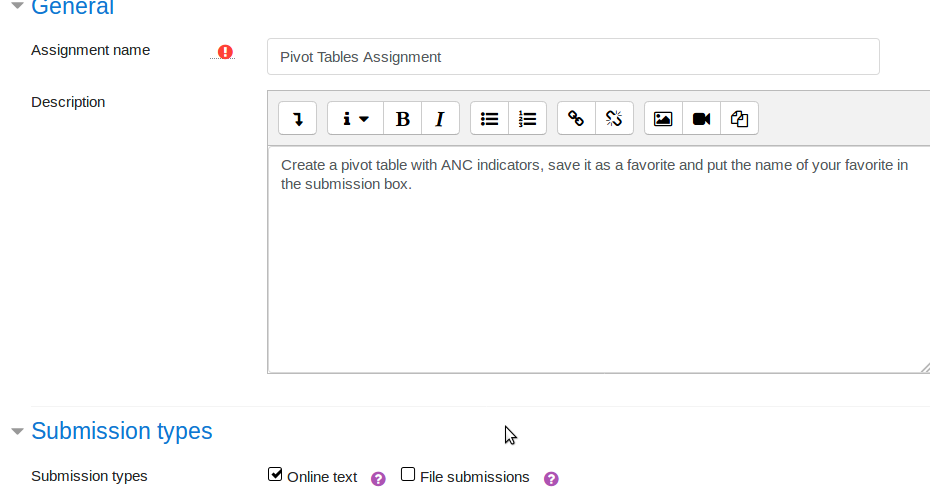 General
Assignment name
Pivot Tables Assignment
Description
Create a pivot table with ANC indicators, save it as a favorite and put the name of your favorite in
the submission box.
Submission types
Submission types Online text File submissions